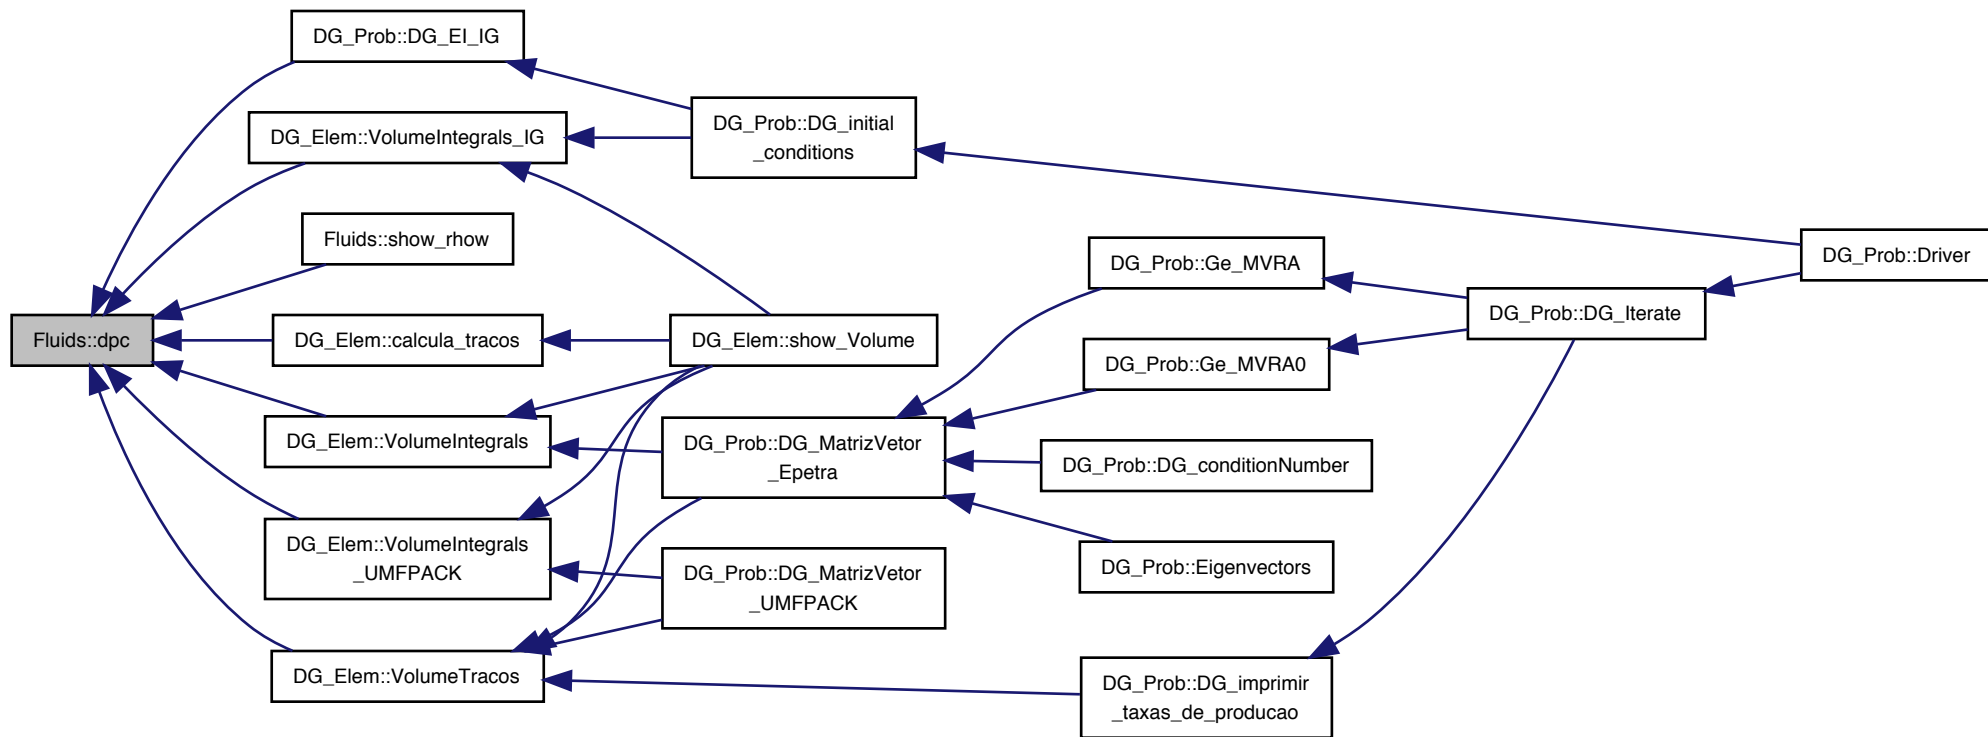 DG_Prob::DG_EI_IG
DG_Elem::VolumeIntegrals_IG
DG_Prob::DG_initial
_conditions
Fluids::show_rhow
DG_Prob::Ge_MVRA
DG_Prob::Driver
Fluids::dpc
DG_Elem::calcula_tracos
DG_Elem::show_Volume
DG_Prob::DG_Iterate
DG_Prob::Ge_MVRA0
DG_Elem::VolumeIntegrals
DG_Prob::DG_MatrizVetor
_Epetra
DG_Prob::DG_conditionNumber
DG_Elem::VolumeIntegrals
_UMFPACK
DG_Prob::DG_MatrizVetor
_UMFPACK
DG_Prob::Eigenvectors
DG_Elem::VolumeTracos
DG_Prob::DG_imprimir
_taxas_de_producao